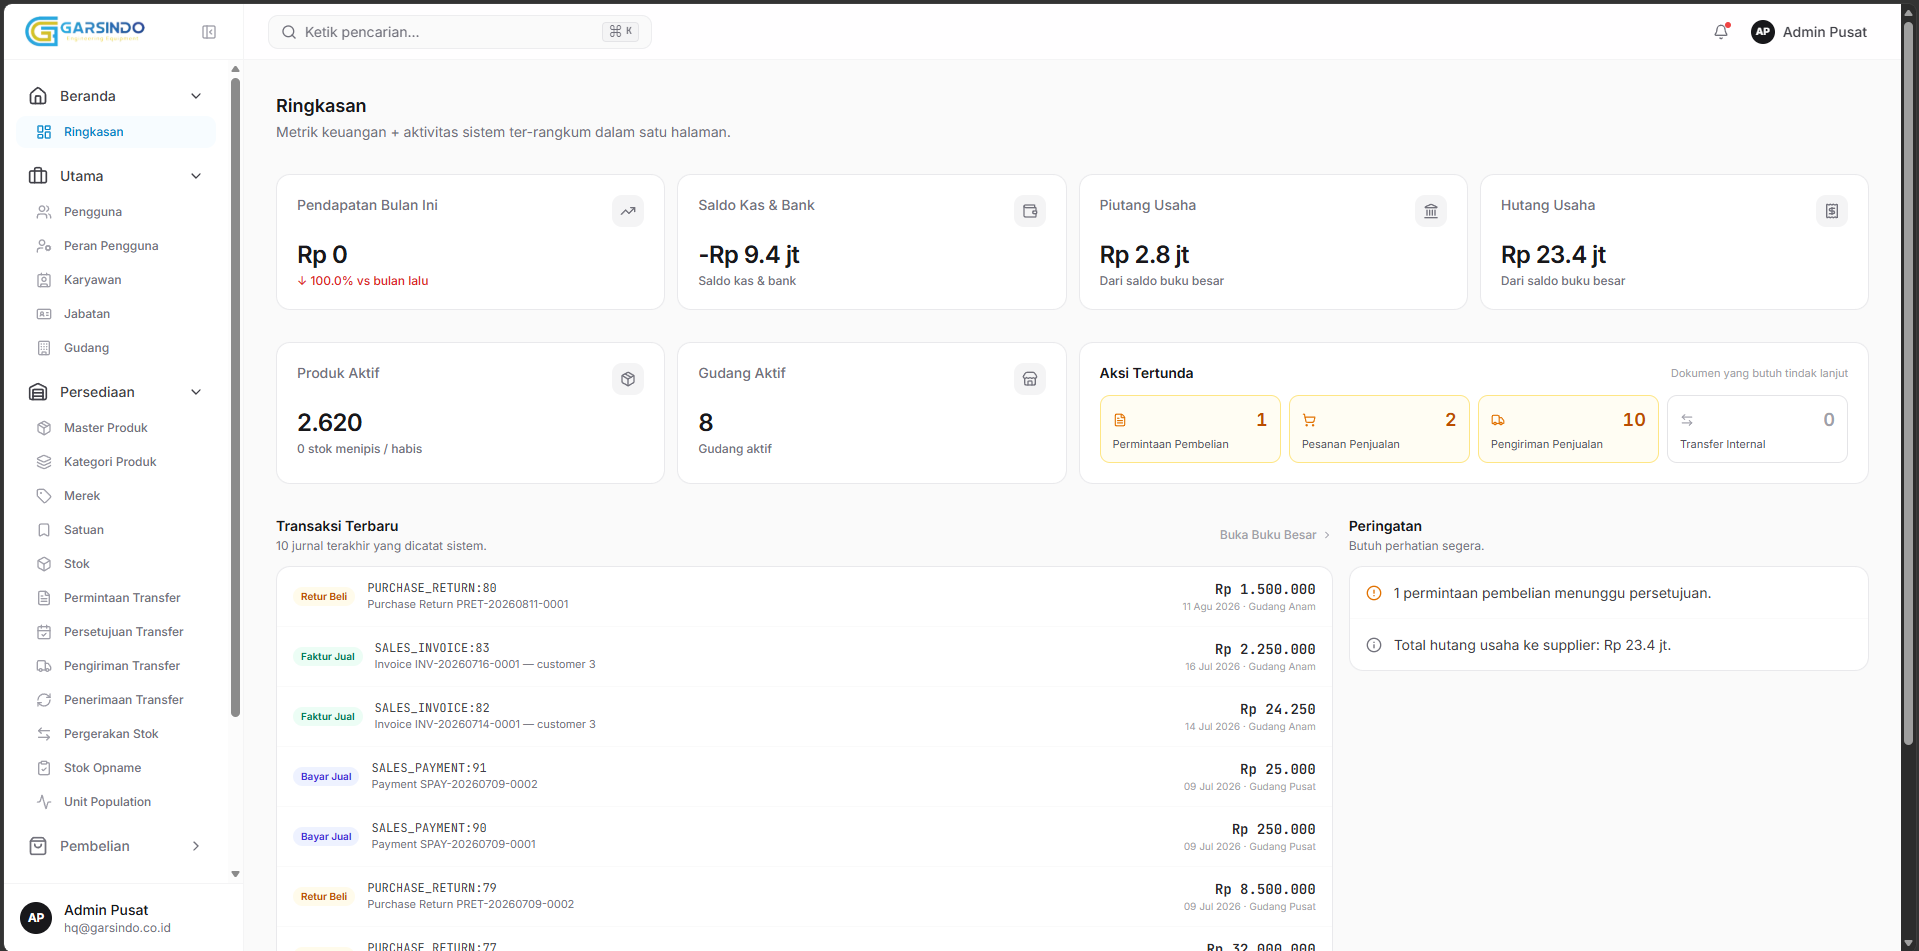 GARSINDO
Engineering Equipment
Ketik pencarian...
⌘ K
AP
Admin Pusat
Beranda
Ringkasan
Utama
Pengguna
Peran Pengguna
Karyawan
Jabatan
Gudang
Persediaan
Master Produk
Kategori Produk
Merek
Satuan
Stok
Permintaan Transfer
Persetujuan Transfer
Pengiriman Transfer
Penerimaan Transfer
Pergerakan Stok
Stok Opname
Unit Population
Pembelian
AP
Admin Pusat
hq@garsindo.co.id
Ringkasan
Metrik keuangan + aktivitas sistem ter-rangkum dalam satu halaman.
Pendapatan Bulan Ini
Rp 0
↓ 100.0% vs bulan lalu
Saldo Kas & Bank
-Rp 9.4 jt
Saldo kas & bank
Piutang Usaha
Rp 2.8 jt
Dari saldo buku besar
Hutang Usaha
Rp 23.4 jt
Dari saldo buku besar
Produk Aktif
2.620
0 stok menipis / habis
Gudang Aktif
8
Gudang aktif
Aksi Tertunda
Dokumen yang butuh tindak lanjut
1
Permintaan Pembelian
2
Pesanan Penjualan
10
Pengiriman Penjualan
0
Transfer Internal
Transaksi Terbaru
10 jurnal terakhir yang dicatat sistem.
Buka Buku Besar
Retur Beli
PURCHASE_RETURN:80
Purchase Return PRET-20260811-0001
Rp 1.500.000
11 Agu 2026 · Gudang Anam
Faktur Jual
SALES_INVOICE:83
Invoice INV-20260716-0001 — customer 3
Rp 2.250.000
16 Jul 2026 · Gudang Anam
Faktur Jual
SALES_INVOICE:82
Invoice INV-20260714-0001 — customer 3
Rp 24.250
14 Jul 2026 · Gudang Anam
Bayar Jual
SALES_PAYMENT:91
Payment SPAY-20260709-0002
Rp 25.000
09 Jul 2026 · Gudang Pusat
Bayar Jual
SALES_PAYMENT:90
Payment SPAY-20260709-0001
Rp 250.000
09 Jul 2026 · Gudang Pusat
Retur Beli
PURCHASE_RETURN:79
Purchase Return PRET-20260709-0002
Rp 8.500.000
09 Jul 2026 · Gudang Pusat
PURCHASE_RETURN:77
Rp 32.000.000
Peringatan
Butuh perhatian segera.
1 permintaan pembelian menunggu persetujuan.
Total hutang usaha ke supplier: Rp 23.4 jt.